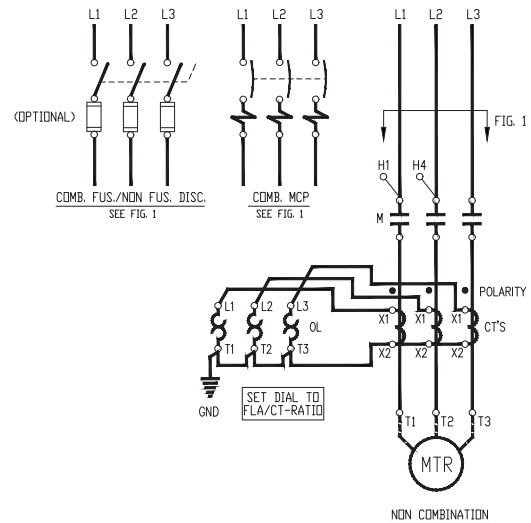 L1 L2 L3
L1 L2 L3
L1 L2 L3
(OPTIONAL)
FIG. 1
H1 H4
M
COMB. FUS./NON FUS. DISC.
SEE FIG. 1
COMB. MCP
SEE FIG. 1
POLARITY
L1 L2 L3
OL
X1 X1 X1
CT'S
T1 T2 T3
X2 X2 X2
GND
SET DIAL TO
FLA/CT-RATIO
T1 T2 T3
MTR
NON COMBINATION